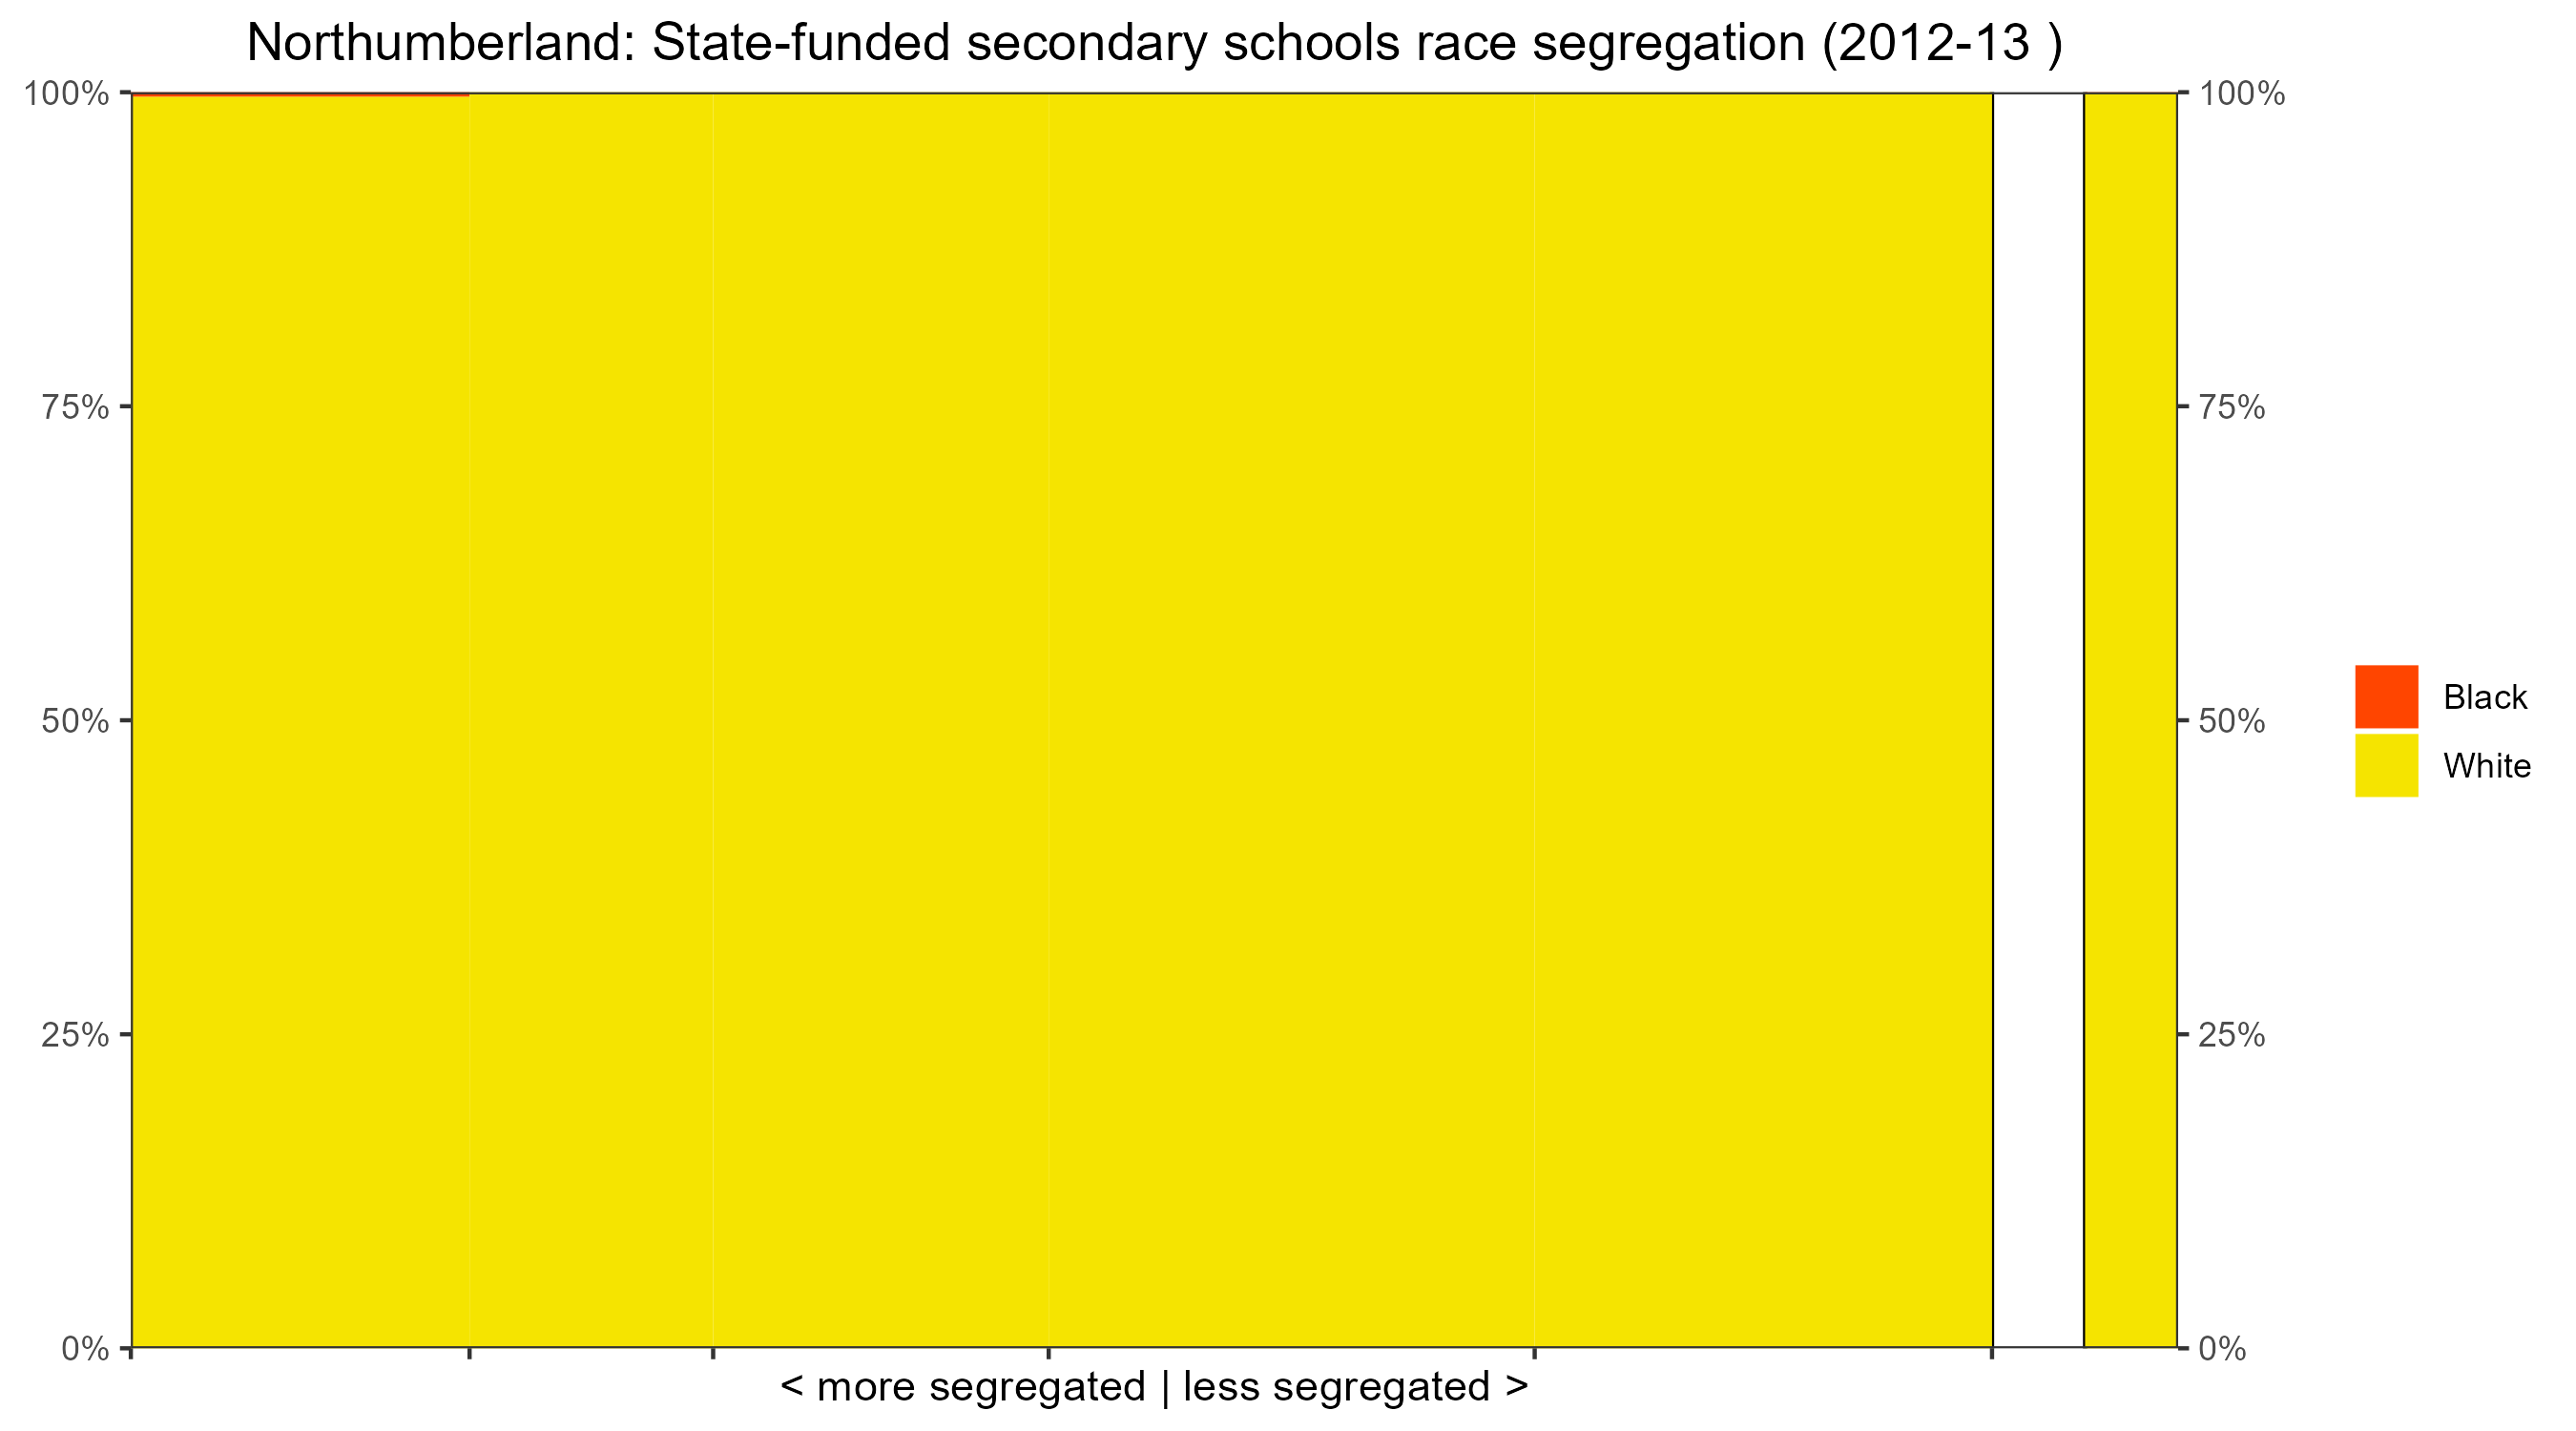 Northumberland: State-funded secondary schools race segregation (2012-13 )
100% 100%
75% 75%
50% 50%
25% 25%
0% 0%
Black
White
< more segregated | less segregated >